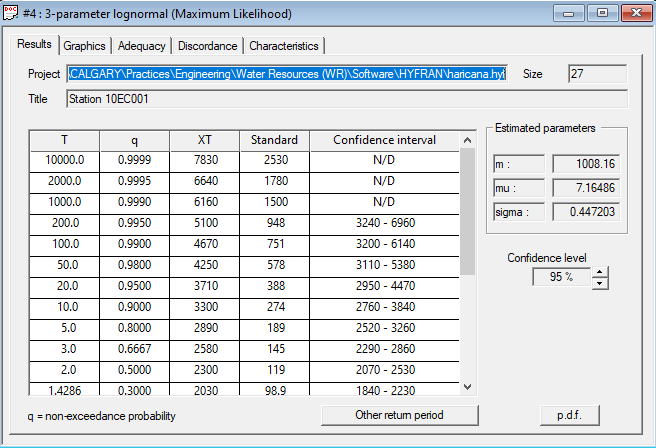 #4 : 3-parameter lognormal (Maximum Likelihood)
Results Graphics Adequacy Discordance Characteristics
Project \CALGARY\Practices\Engineering\Water Resources (WR)\Software\HYFRAN\haricana.hyf Size 27
Title Station 10EC001
T q XT Standard Confidence interval
10000.0 0.9999 7830 2530 N/D
2000.0 0.9995 6640 1780 N/D
1000.0 0.9990 6160 1500 N/D
200.0 0.9950 5100 948 3240 - 6960
100.0 0.9900 4670 751 3200 - 6140
50.0 0.9800 4250 578 3110 - 5380
20.0 0.9500 3710 388 2950 - 4470
10.0 0.9000 3300 274 2760 - 3840
5.0 0.8000 2890 189 2520 - 3260
3.0 0.6667 2580 145 2290 - 2860
2.0 0.5000 2300 119 2070 - 2530
1.4286 0.3000 2030 98.9 1840 - 2230
Estimated parameters
m : 1008.16
mu : 7.16486
sigma : 0.447203
Confidence level
95 %
q = non-exceedance probability
Other return period
p.d.f.